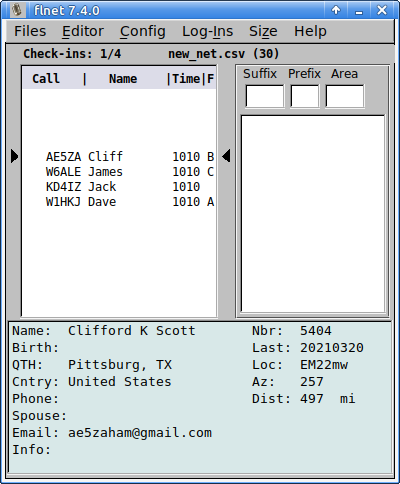 flnet 7.4.0
Files Editor Config Log-Ins Size Help
Check-ins: 1/4 new_net.csv (30)
Call | Name |Time|F
Suffix Prefix Area
AE5ZA Cliff 1010 B
W6ALE James 1010 C
KD4IZ Jack 1010
W1HKJ Dave 1010 A
Name: Clifford K Scott Nbr: 5404
Birth: Last: 20210320
QTH: Pittsburg, TX Loc: EM22mw
Cntry: United States Az: 257
Phone: Dist: 497 mi
Spouse:
Email: ae5zaham@gmail.com
Info: